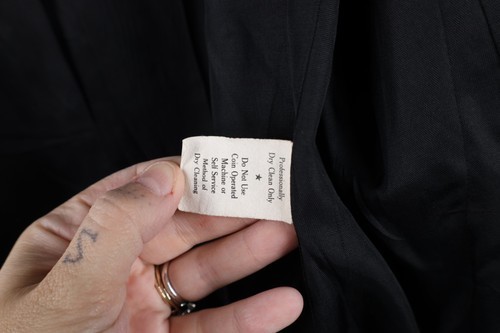 Professionally
Dry Clean Only
★
Do Not Use
Coin Operated
Machine or
Self Service
Method of
Dry Cleaning